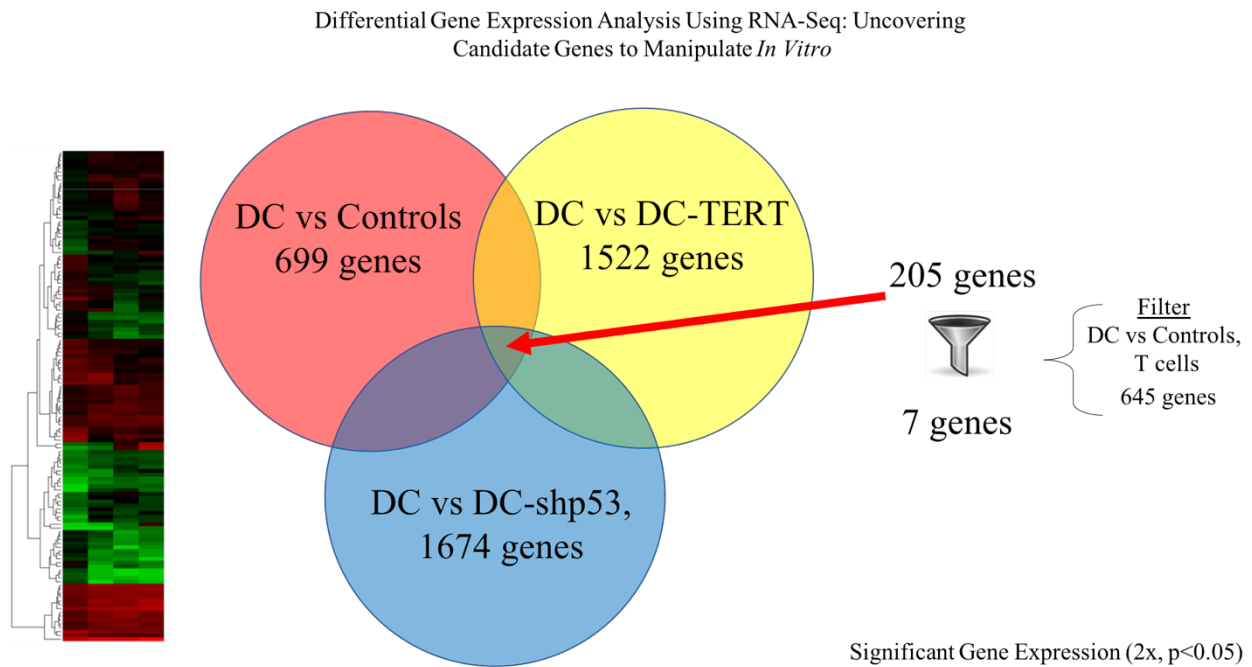 Differential Gene Expression Analysis Using RNA-Seq: Uncovering
Candidate Genes to Manipulate In Vitro
DC vs Controls
699 genes
DC vs DC-TERT
1522 genes
DC vs DC-shp53,
1674 genes
205 genes
7 genes
Filter
DC vs Controls,
T cells
645 genes
Significant Gene Expression (2x, p<0.05)